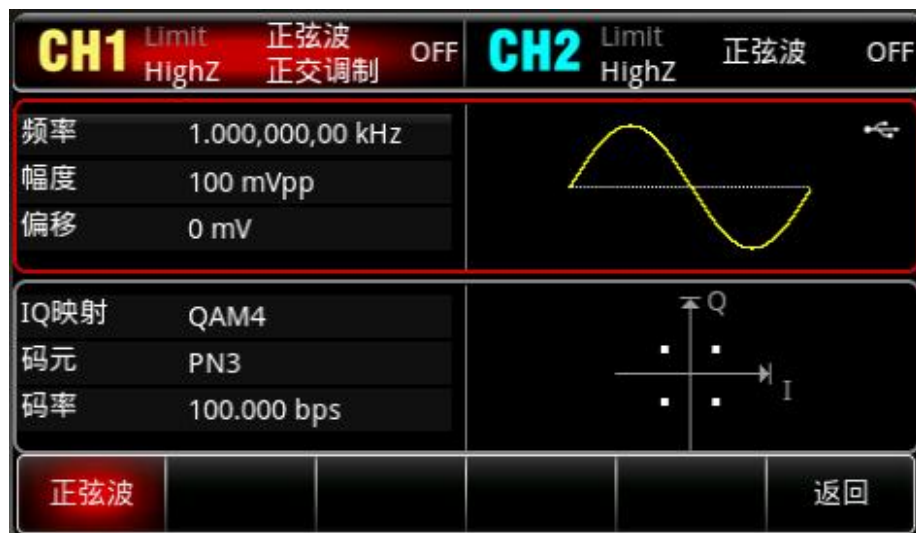 CH1 Limit 正弦波 OFF CH2 Limit 正弦波 OFF
HighZ 正交调制 HighZ
频率 1.000,000,00 kHz
幅度 100 mVpp
偏移 0 mV
IQ映射 QAM4 Q
码元 PN3 I
码率 100.000 bps
正弦波 返回